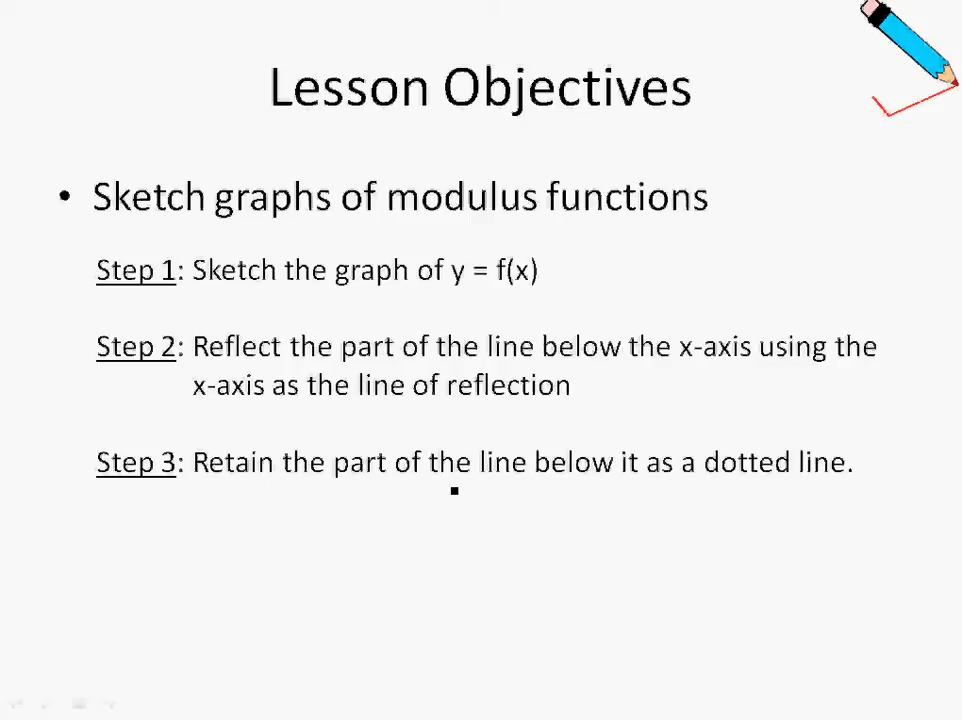 Lesson Objectives
• Sketch graphs of modulus functions
Step 1: Sketch the graph of y = f(x)
Step 2: Reflect the part of the line below the x-axis using the
x-axis as the line of reflection
Step 3: Retain the part of the line below it as a dotted line.